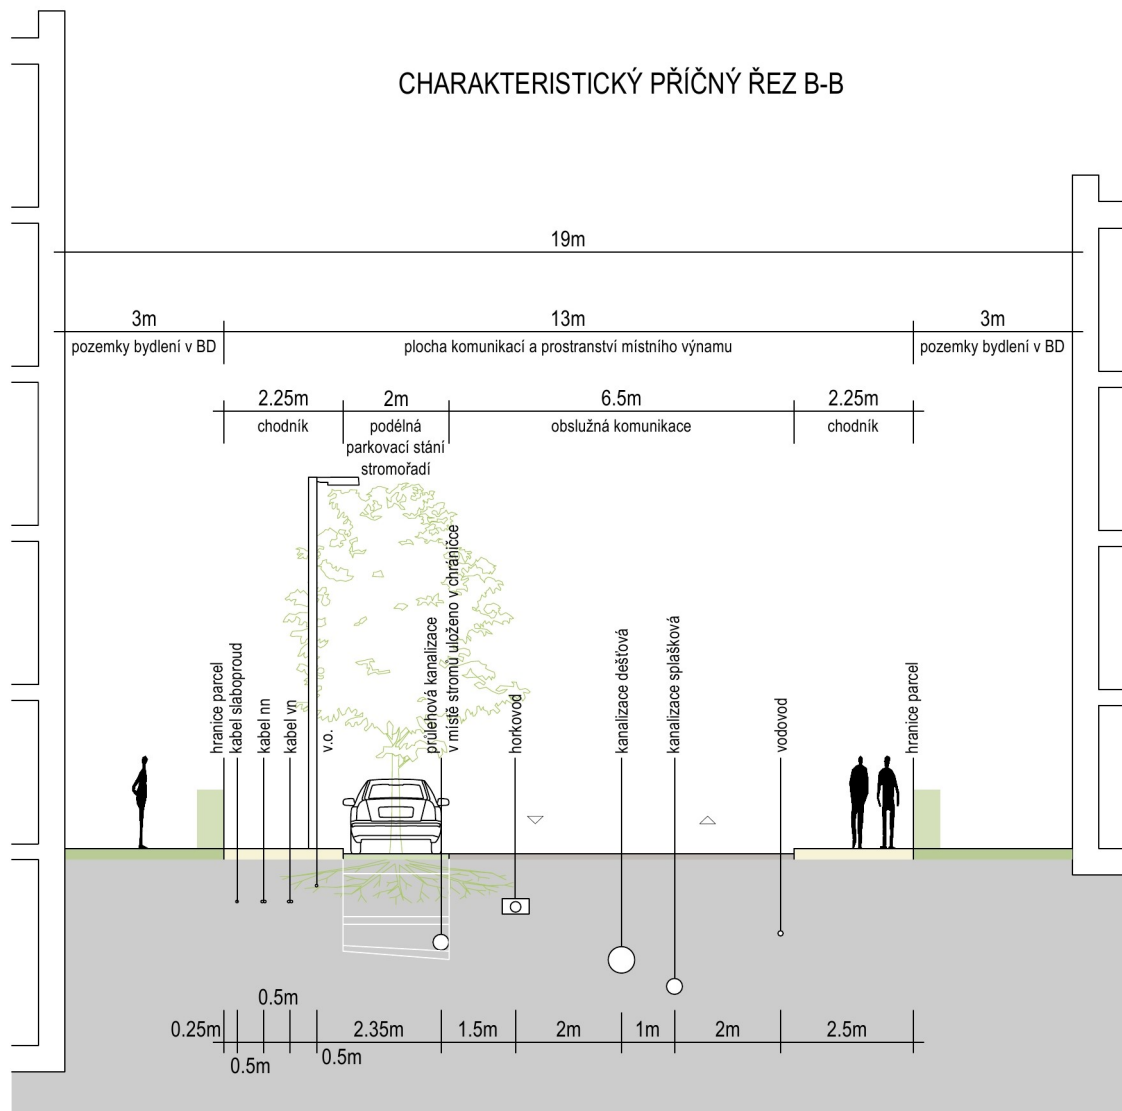 CHARAKTERISTICKÝ PŘÍČNÝ ŘEZ B-B
19m
3m
13m
3m
pozemky bydlení v BD
plocha komunikací a prostranství místního výnamu
pozemky bydlení v BD
2.25m
2m
6.5m
2.25m
chodník
podélná
parkovací stání
stromořadí
obslužná komunikace
chodník
hranice parcel
kabel slaboproud
kabel nn
kabel vn
v.o.
průlehová kanalizace
v místě stromů uloženo v chráničce
horkovod
kanalizace dešťová
kanalizace splašková
vodovod
hranice parcel
0.5m
0.25m
2.35m
1.5m
2m
1m
2m
2.5m
0.5m
0.5m